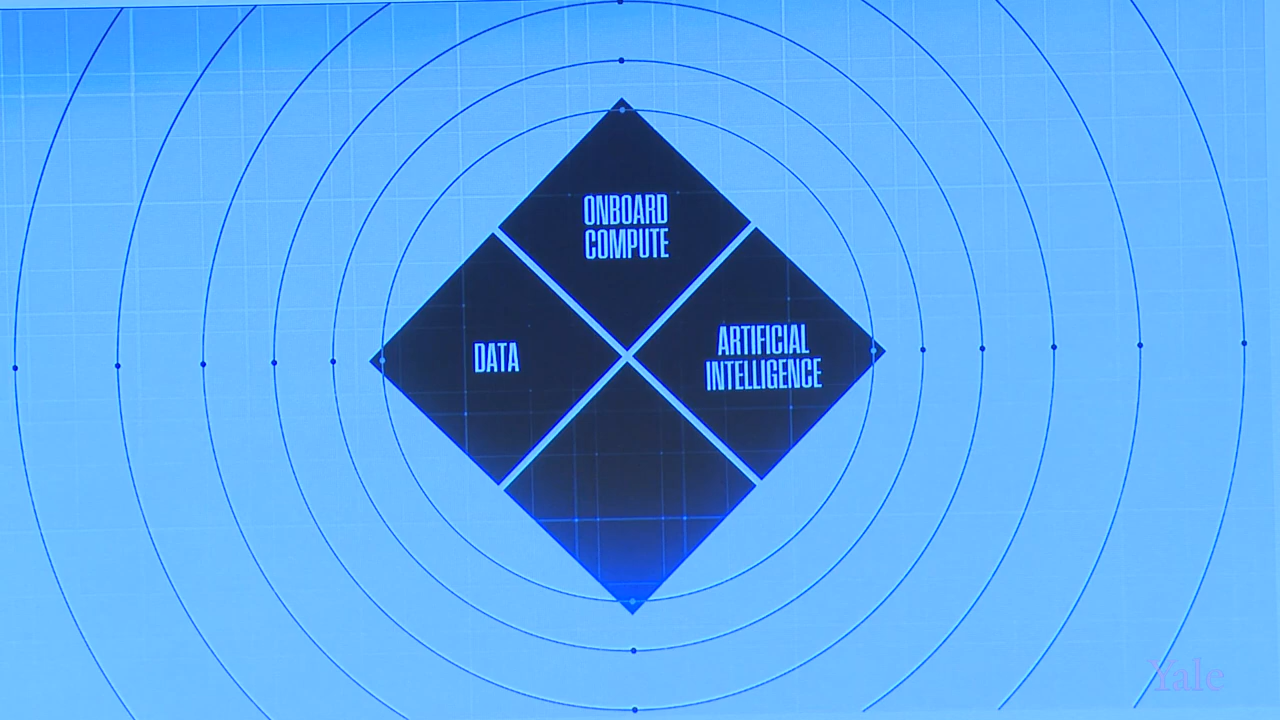 ONBOARD
COMPUTE
DATA
ARTIFICIAL
INTELLIGENCE
Yale